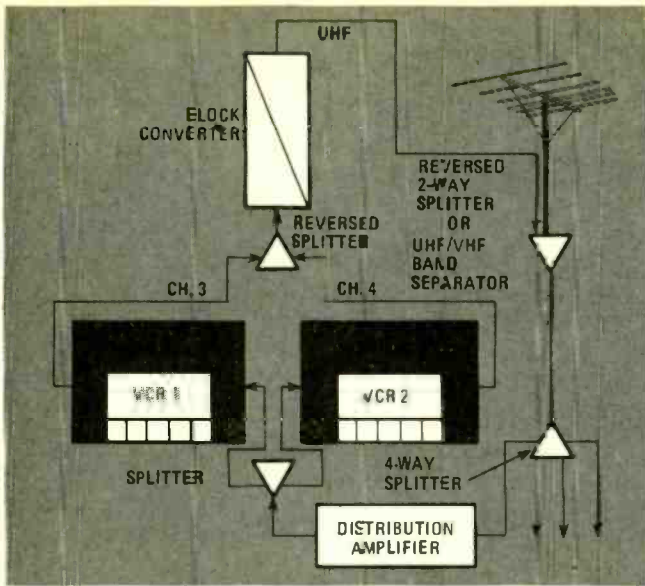 UHF
ELOCK
CONVERTER
REVERSED
SPLITTER
REVERSED
2-WAY
SPLITTER
OR
UHF/VHF
BAND
SEPARATOR
CH. 3
CH. 4
VCR 1
VCR 2
SPLITTER
4-WAY
SPLITTER
DISTRIBUTION
AMPLIFIER